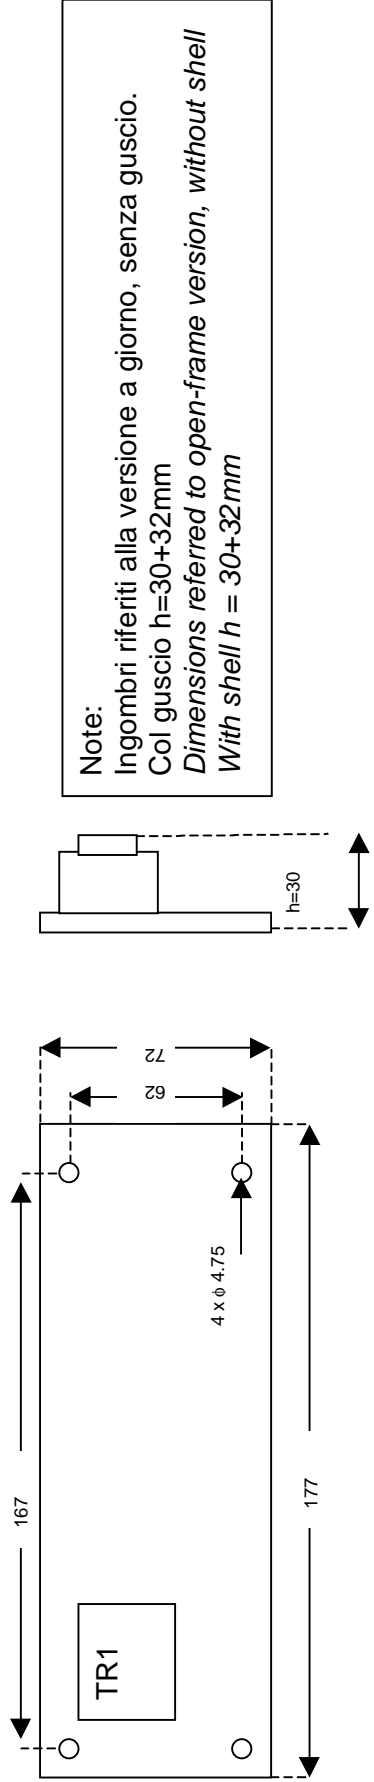 Note:
Ingombri riferiti alla versione a giorno, senza guscio.
Col guscio h=30+32mm
Dimensions referred to open-frame version, without shell
With shell h = 30+32mm
h=30
72
62
4 x ϕ 4.75
167
177
TR1